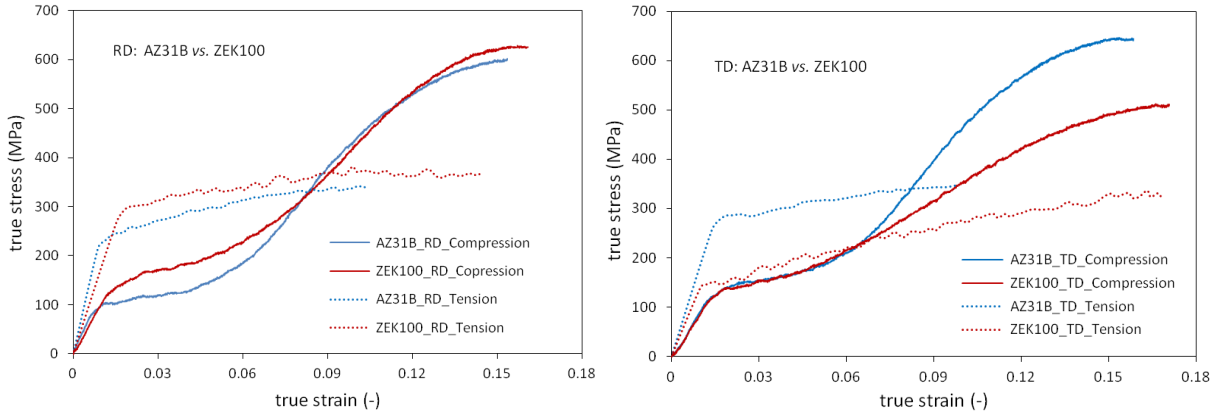 700
600
500
400
300
200
100
0
true stress (MPa)
RD: AZ31B vs. ZEK100
AZ31B_RD_Compression
ZEK100_RD_Copression
AZ31B_RD_Tension
ZEK100_RD_Tension
0 0.03 0.06 0.09 0.12 0.15 0.18
true strain (-)
700
600
500
400
300
200
100
0
true stress (MPa)
TD: AZ31B vs. ZEK100
AZ31B_TD_Compression
ZEK100_TD_Compression
AZ31B_TD_Tension
ZEK100_TD_Tension
0 0.03 0.06 0.09 0.12 0.15 0.18
true strain (-)